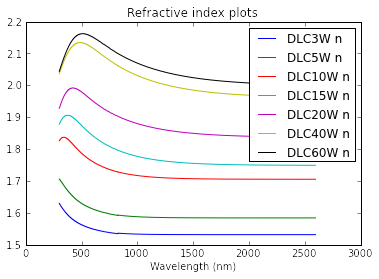 Refractive index plots
2.2
2.1
2.0
1.9
1.8
1.7
1.6
1.5
DLC3W n
DLC5W n
DLC10W n
DLC15W n
DLC20W n
DLC40W n
DLC60W n
0 500 1000 1500 2000 2500 3000
Wavelength (nm)